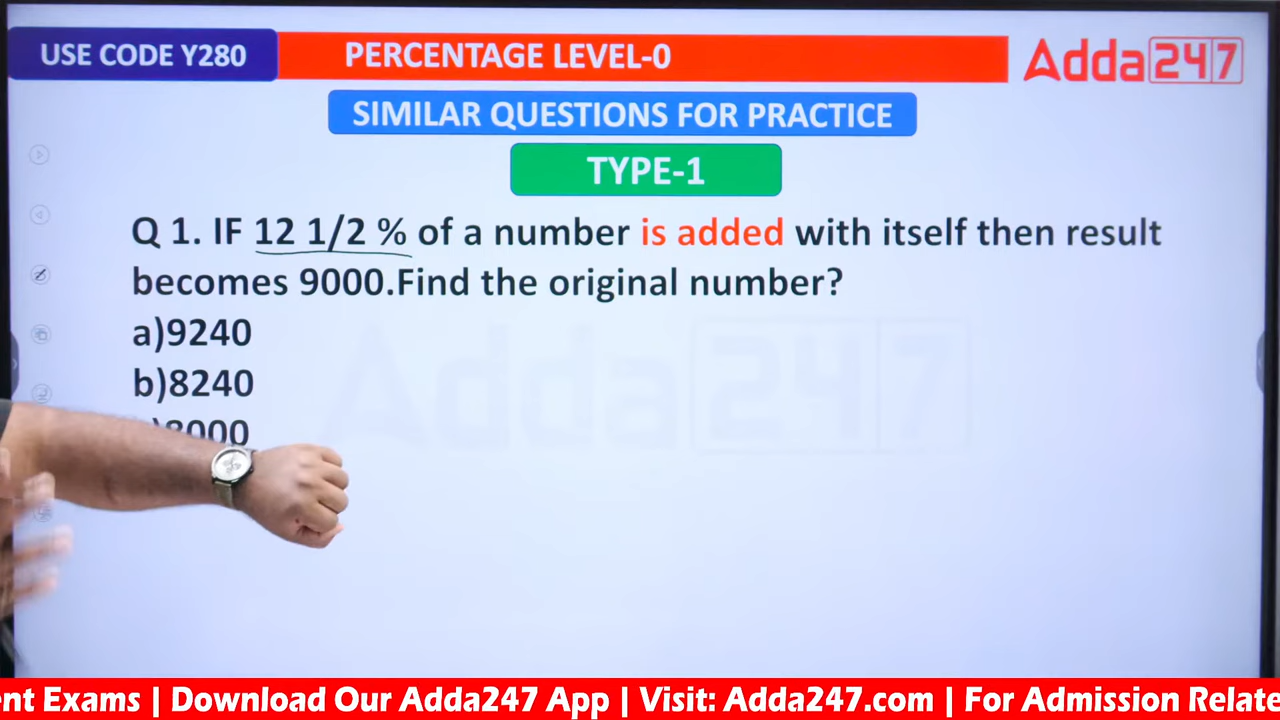 USE CODE Y280
PERCENTAGE LEVEL-0
Adda247
SIMILAR QUESTIONS FOR PRACTICE
TYPE-1
Q 1. IF 12 1/2 % of a number is added with itself then result
becomes 9000.Find the original number?
a)9240
b)8240
)8000
Adda247
Exams | Download Our Adda247 App | Visit: Adda247.com | For Admission